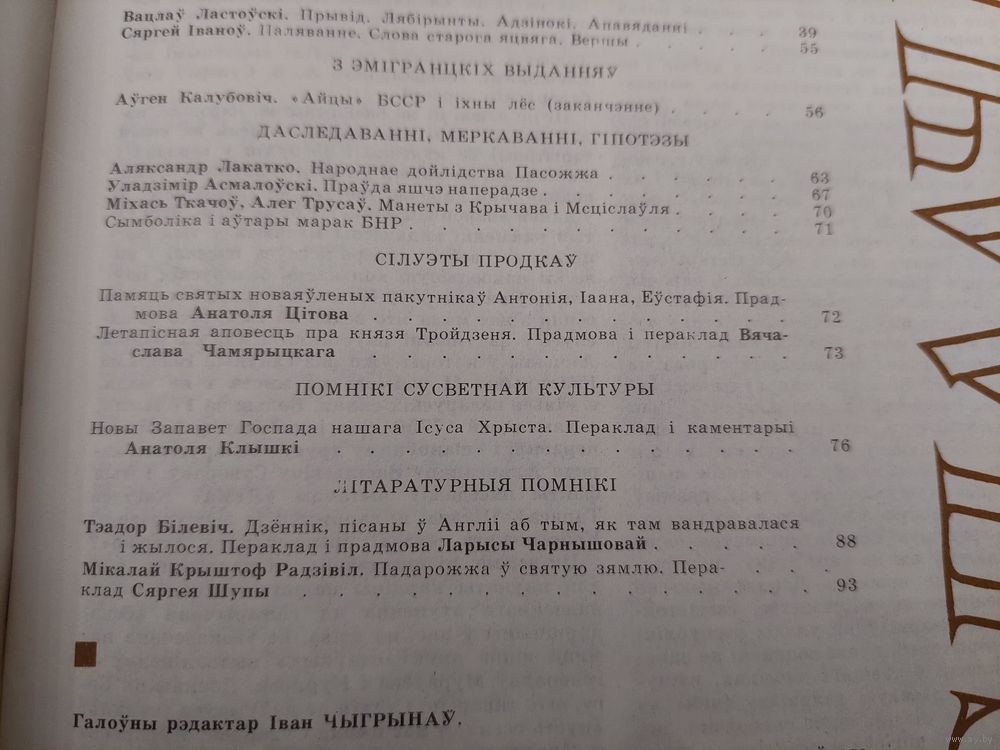 Вацлаў Ластоўскі. Прывід. Лябірынты. Адзінокі. Апавяданні . . . 39
Сяргей Іваноў. Паляванне. Слова старога яцвяга. Вершы . . . . 55
З ЭМІГРАНЦКІХ ВЫДАННЯЎ
Аўген Калубовіч. «Айцы» БССР і іхны лёс (заканчэнне) . . . . 56
ДАСЛЕДАВАННІ, МЕРКАВАННІ, ГІПОТЭЗЫ
Аляксандр Лакатко. Народнае дойлідства Пасожжа . . . . . 63
Уладзімір Асмалоўскі. Праўда яшчэ наперадзе . . . . . . . 67
Міхась Ткачоў, Алег Трусаў. Манеты з Крычава і Мсціслаўля . . . . 70
Сымболіка і аўтары марак БНР . . . . . . . . . . . 71
СІЛУЭТЫ ПРОДКАЎ
Памяць святых новаяўленых пакутнікаў Антонія, Іаана, Еўстафія. Прад-
мова Анатоля Цітова . . . . . . . . . . . . 72
Летапісная аповесць пра князя Тройдзеня. Прадмова і пераклад Вяча-
слава Чамярыцкага . . . . . . . . . . . . 73
ПОМНІКІ СУСВЕТНАЙ КУЛЬТУРЫ
Новы Запавет Госпада нашага Ісуса Хрыста. Пераклад і каментарыі
Анатоля Клышкі . . . . . . . . . . . . . 76
ЛІТАРАТУРНЫЯ ПОМНІКІ
Тэадор Білевіч. Дзённік, пісаны ў Англіі аб тым, як там вандравалася
і жылося. Пераклад і прадмова Ларысы Чарнышовай . . . . . . 88
Мікалай Крыштоф Радзівіл. Падарожжа ў святую зямлю. Пера- . . .
клад Сяргея Шупы . . . . . . . . . . . . . . 93
Галоўны рэдактар Іван ЧЫГРЫНАЎ.
www.ay.by